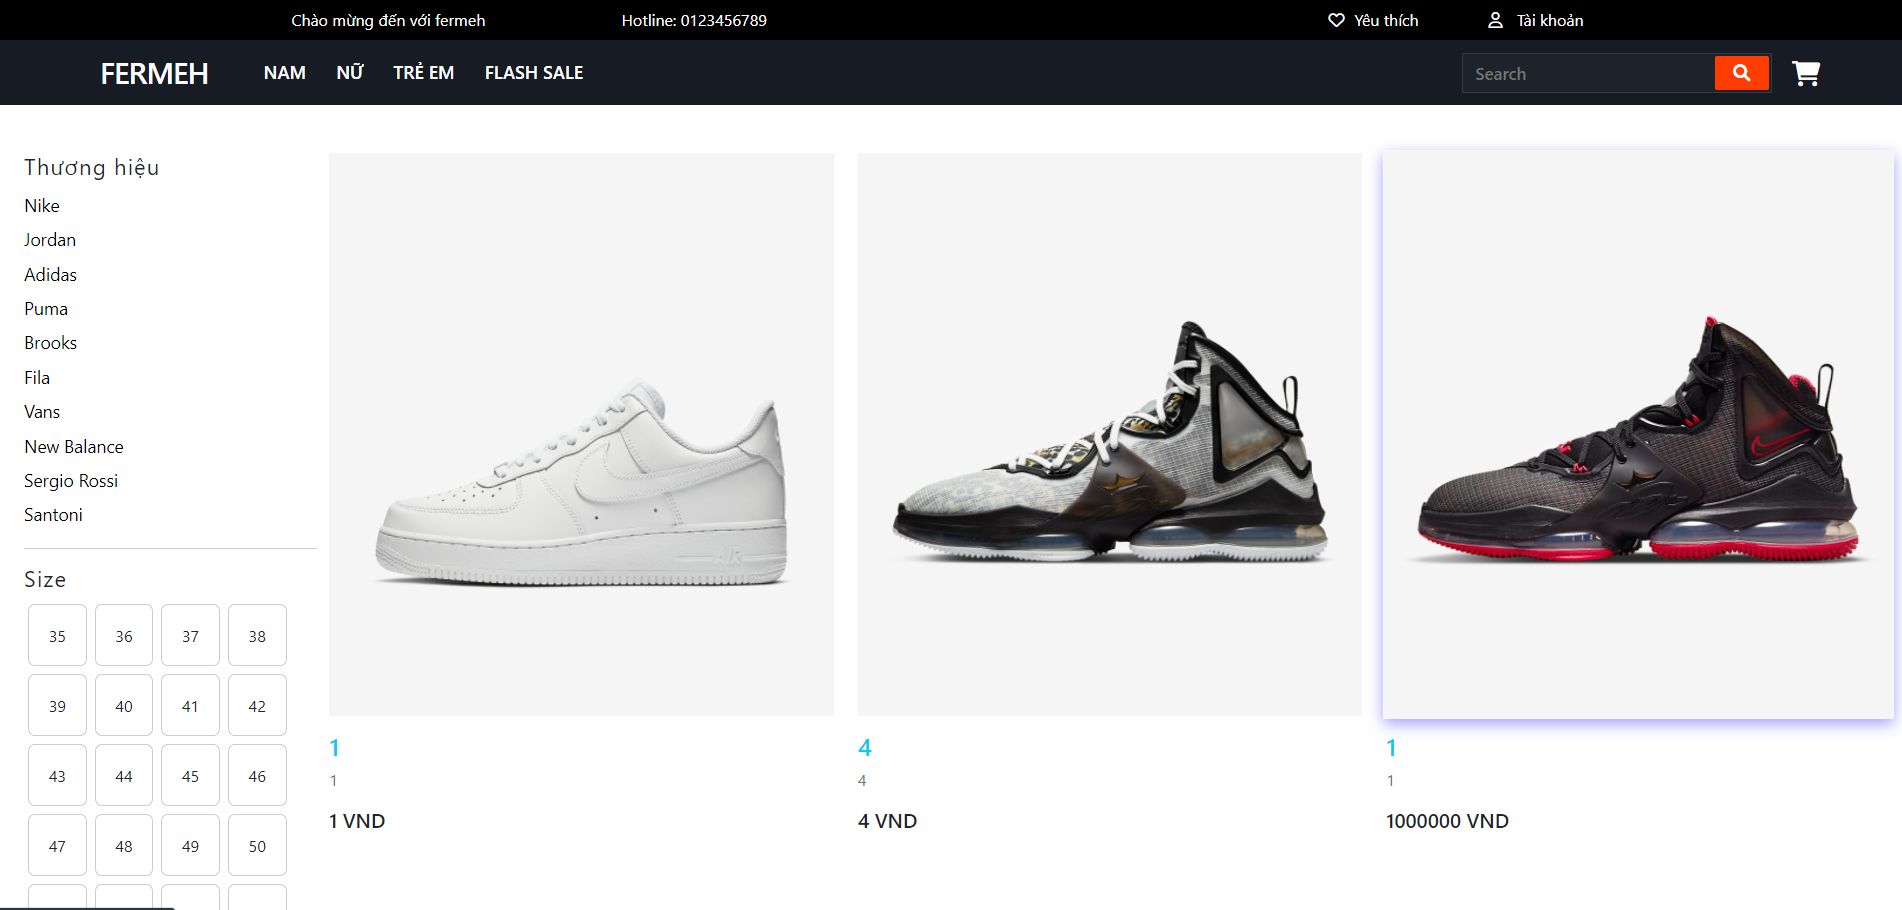 Chào mừng đến với fermeh
Hotline: 0123456789
Yêu thích
Tài khoản
FERMEH
NAM
NỮ
TRẺ EM
FLASH SALE
Search
Thương hiệu
Nike
Jordan
Adidas
Puma
Brooks
Fila
Vans
New Balance
Sergio Rossi
Santoni
Size
35 36 37 38
39 40 41 42
43 44 45 46
47 48 49 50
AIR
1
1
1 VND
4
4
4 VND
1
1
1000000 VND